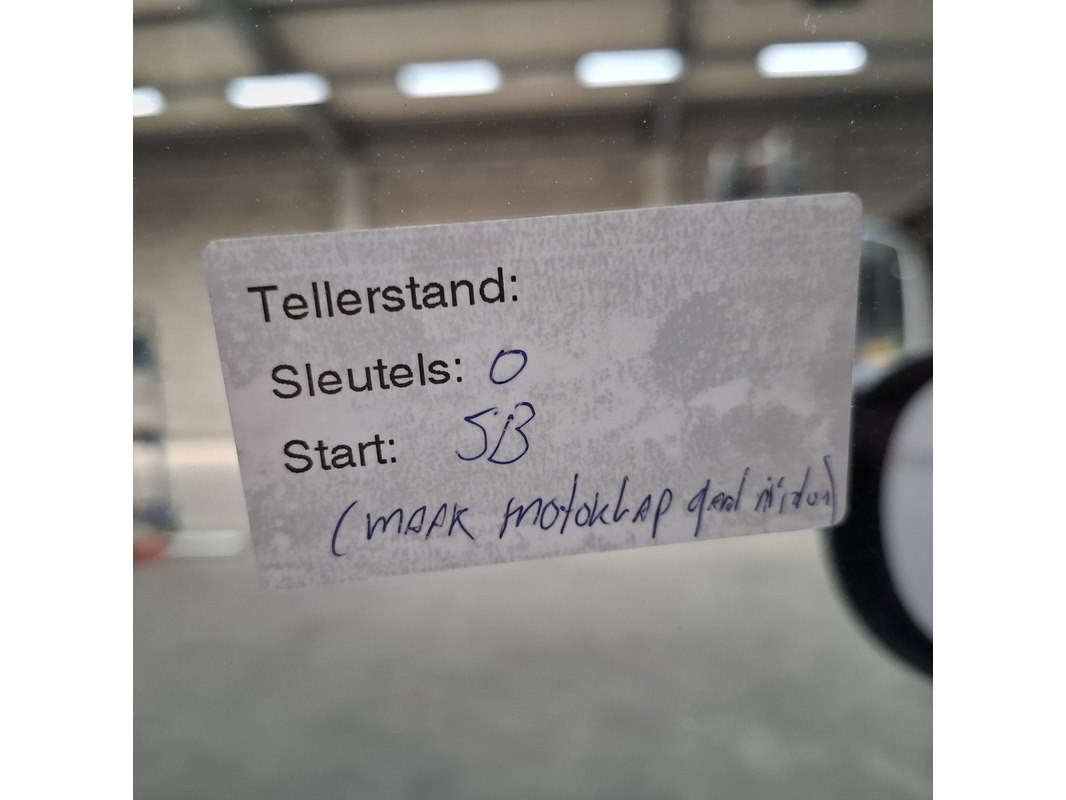 Tellerstand:
Sleutels: 0
Start: SB
(MAAK MOTOKLAP